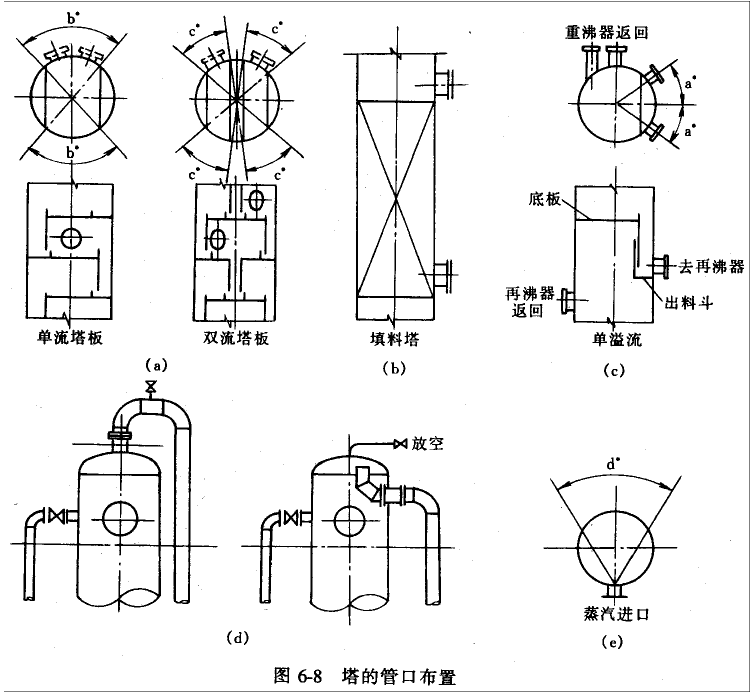 b°
b°
c°
c°
c°
c°
重沸器返回
a°
a°
底板
去再沸器
再沸器
返回
出料斗
单流塔板
双流塔板
填料塔
单溢流
(a)
(b)
(c)
放空
d°
蒸汽进口
(d)
(e)
图 6-8 塔的管口布置